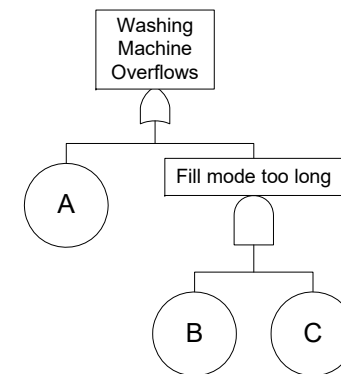 Washing
Machine
Overflows
A
Fill mode too long
B
C